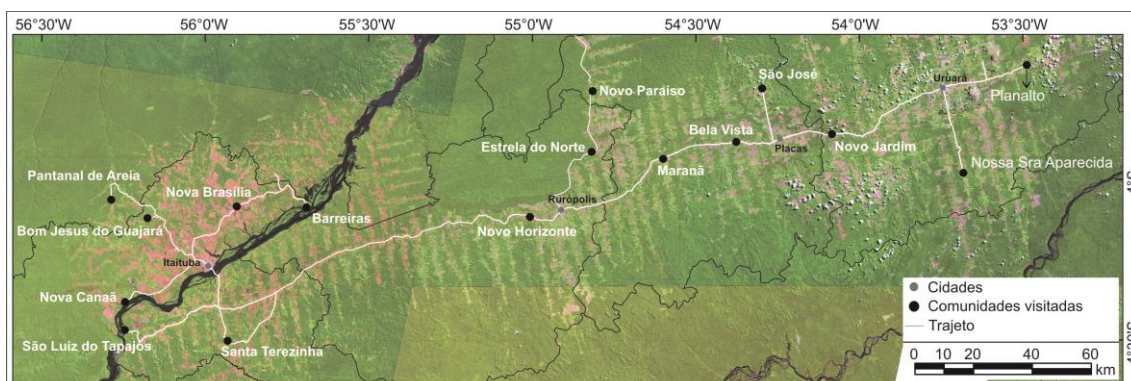 56°30'W 56°0'W 55°30'W 55°00'W 54°30'W 54°00'W 53°30'W
São José
Uruará
Planalto
Novo Paraíso
Bela Vista
Placas
Novo Jardim
Estrela do Norte
Maranã
Nossa Sra Aparecida
4°S
Pantanal de Areia
Nova Brasília
Barreiras
Rurópolis
Bom Jesus do Guajará
Novo Horizonte
Itaituba
Nova Canaã
São Luiz do Tapajós
Santa Terezinha
Cidades
Comunidades visitadas
Trajeto
0 10 20 40 60
km